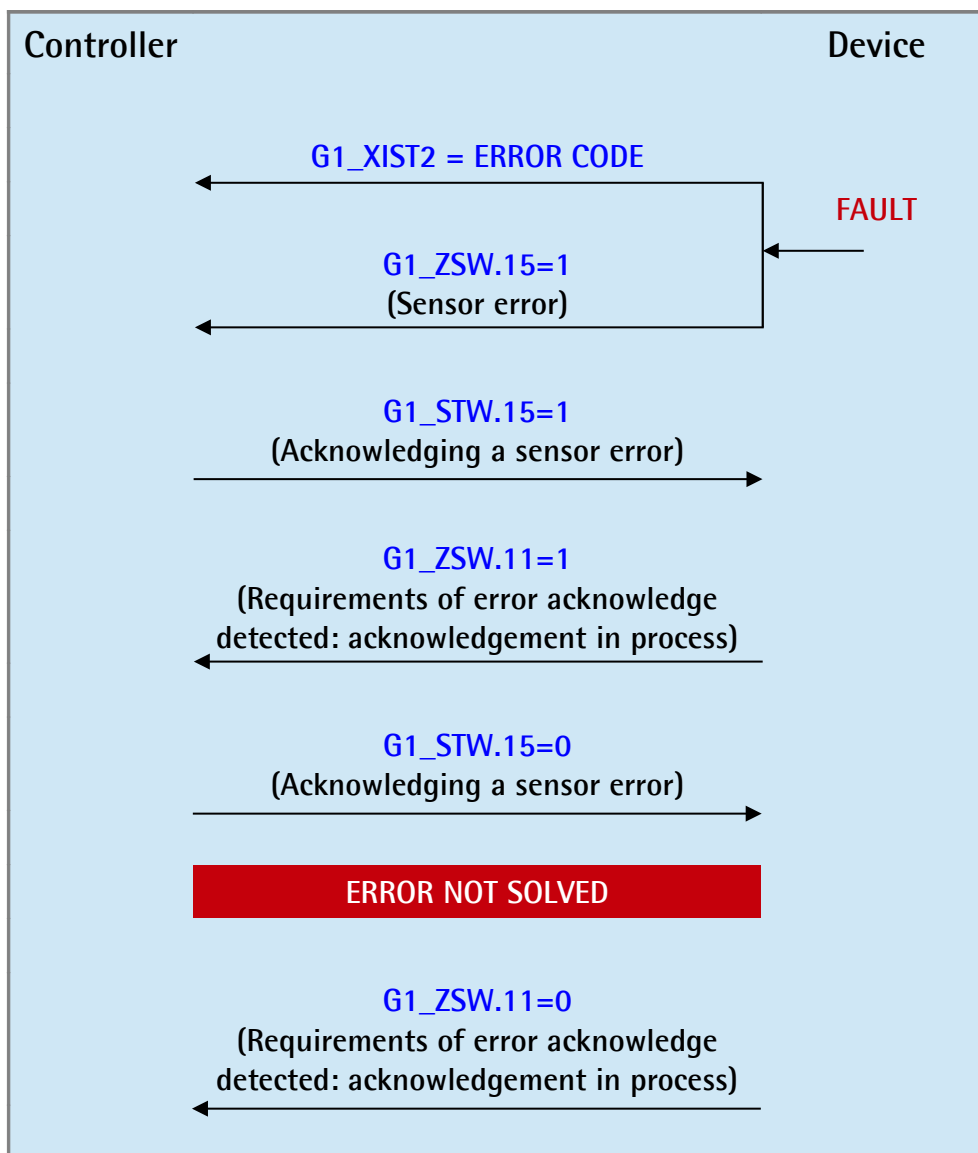 Controller
Device
G1_XIST2 = ERROR CODE
FAULT
G1_ZSW.15=1
(Sensor error)
G1_STW.15=1
(Acknowledging a sensor error)
G1_ZSW.11=1
(Requirements of error acknowledge
detected: acknowledgement in process)
G1_STW.15=0
(Acknowledging a sensor error)
ERROR NOT SOLVED
G1_ZSW.11=0
(Requirements of error acknowledge
detected: acknowledgement in process)